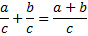 a/c + b/c = (a + b)/c